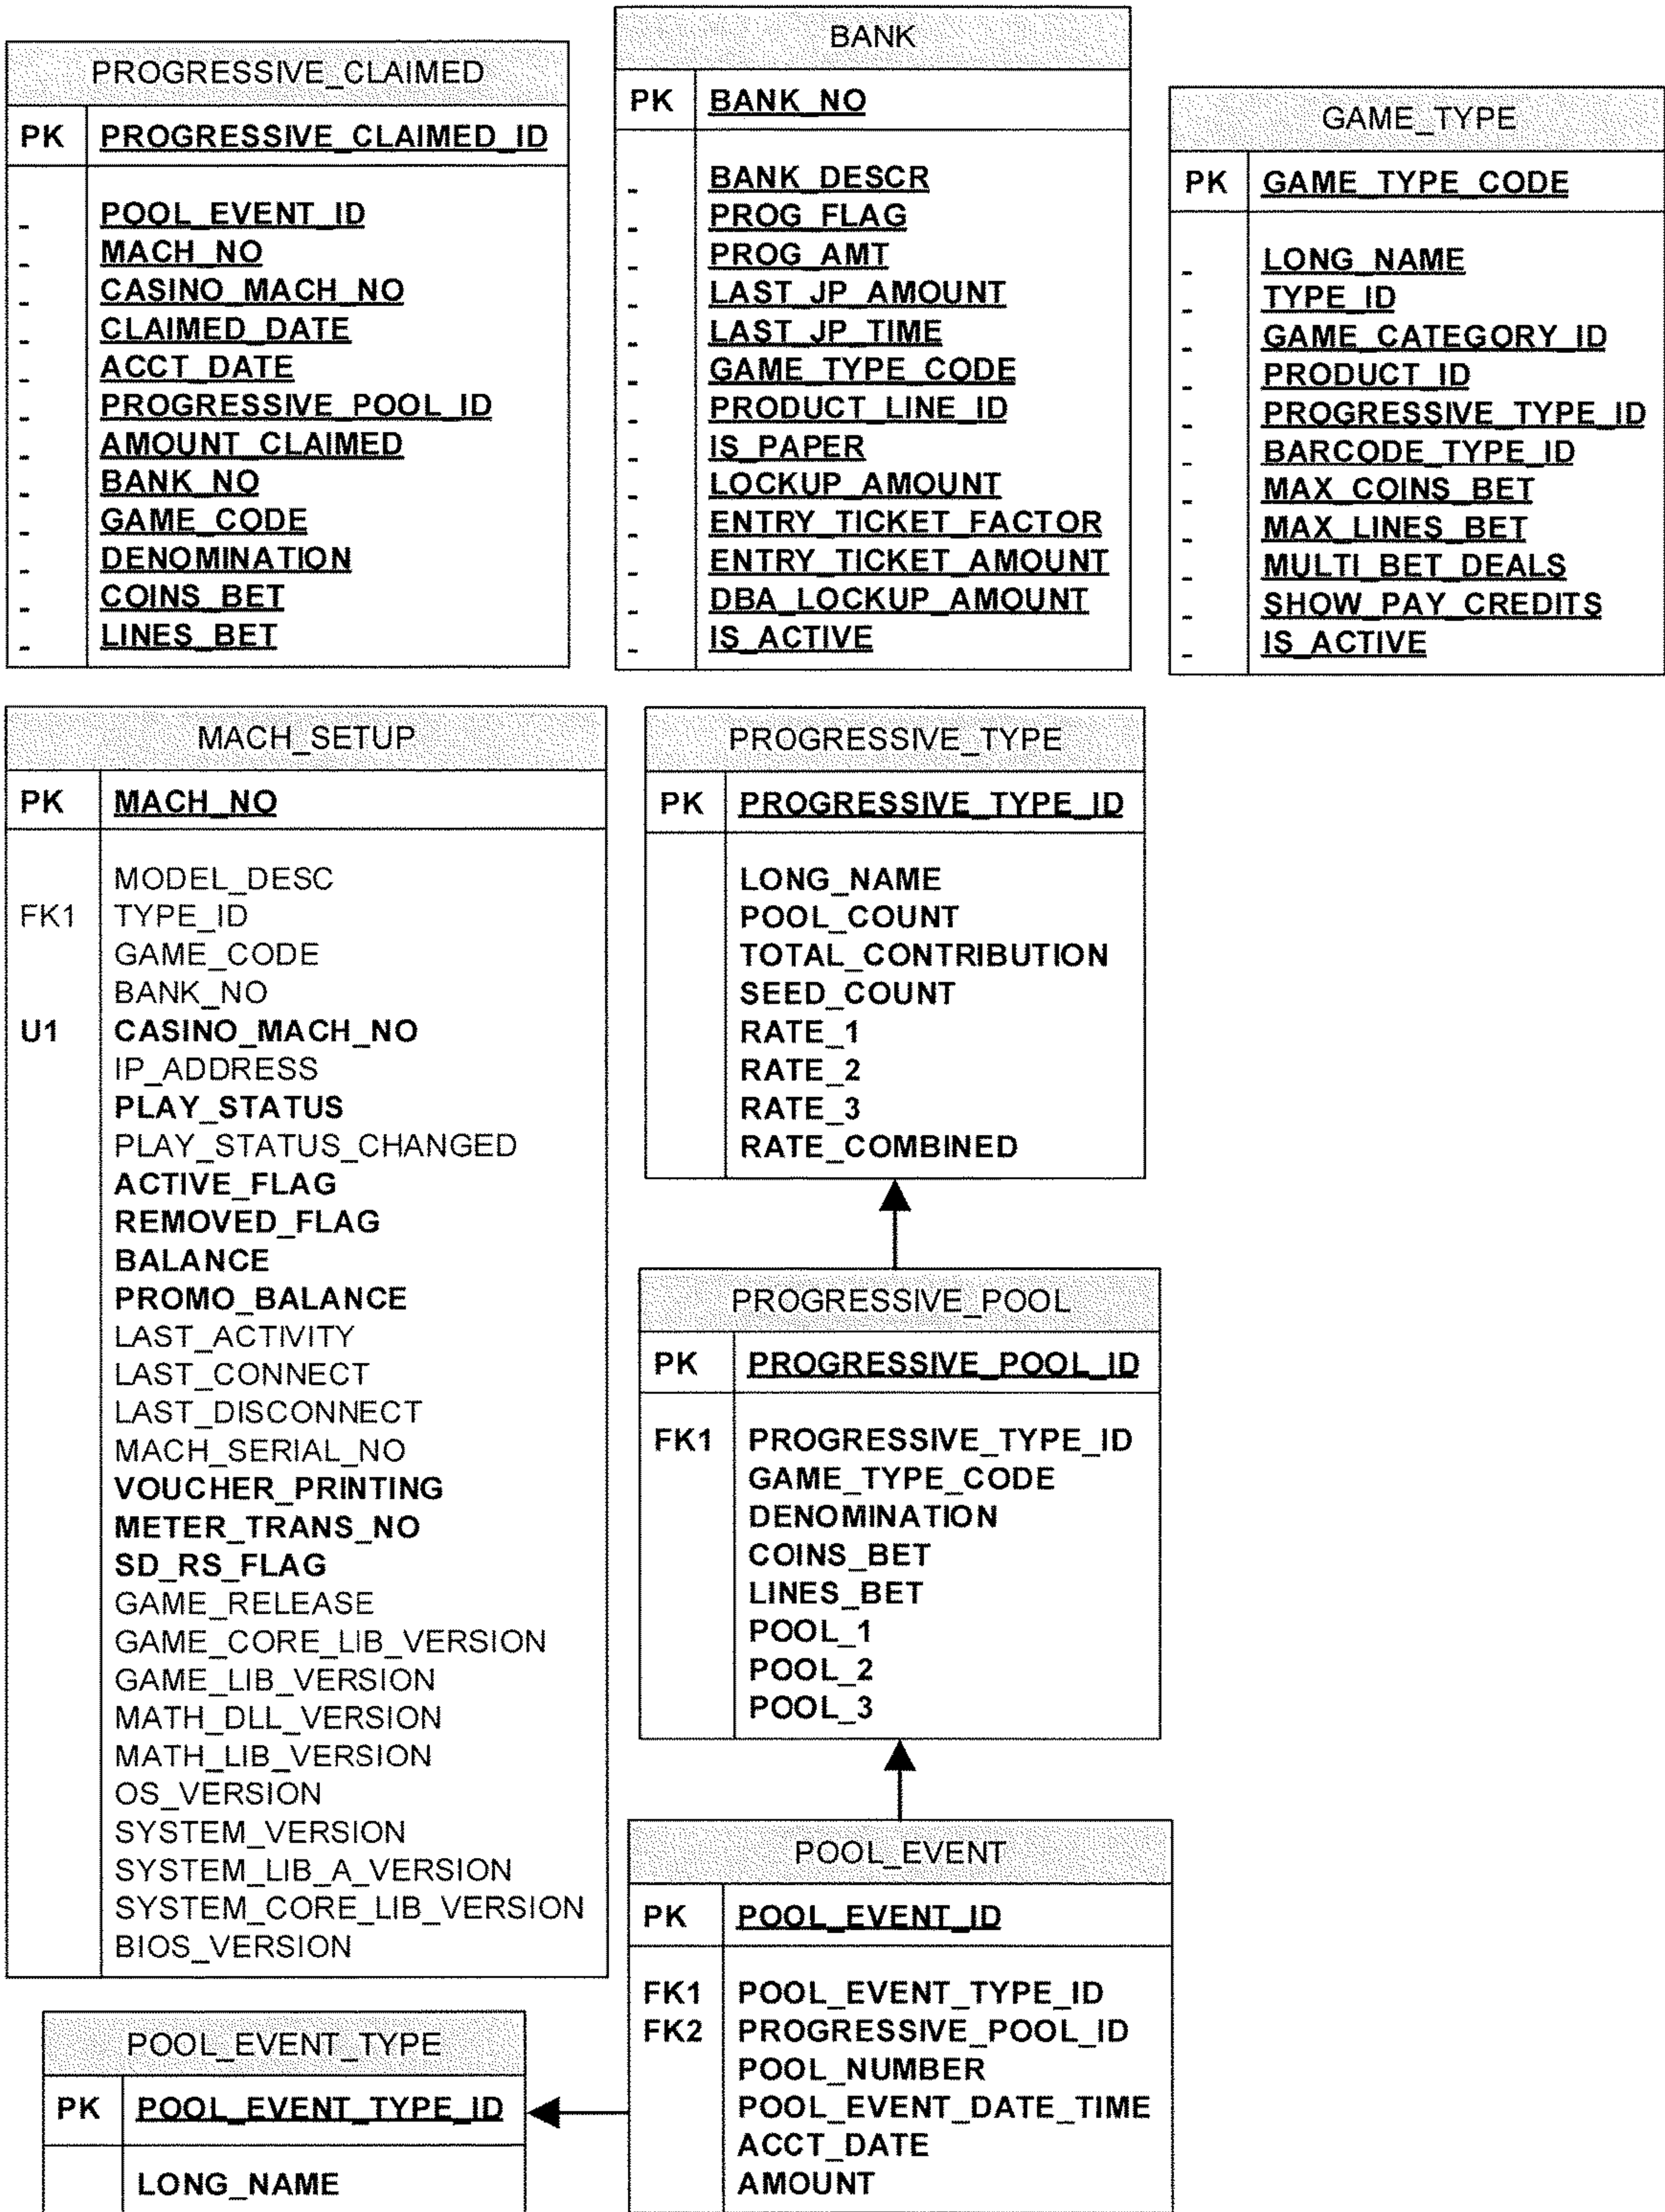 PROGRESSIVE_CLAIMED
PK PROGRESSIVE_CLAIMED_ID
- POOL_EVENT_ID
- MACH_NO
- CASINO_MACH_NO
- CLAIMED_DATE
- ACCT_DATE
- PROGRESSIVE_POOL_ID
- AMOUNT_CLAIMED
- BANK_NO
- GAME_CODE
- DENOMINATION
- COINS_BET
- LINES_BET
BANK
PK BANK_NO
- BANK_DESCR
- PROG_FLAG
- PROG_AMT
- LAST_JP_AMOUNT
- LAST_JP_TIME
- GAME_TYPE_CODE
- PRODUCT_LINE_ID
- IS_PAPER
- LOCKUP_AMOUNT
- ENTRY_TICKET_FACTOR
- ENTRY_TICKET_AMOUNT
- DBA_LOCKUP_AMOUNT
- IS_ACTIVE
GAME_TYPE
PK GAME_TYPE_CODE
- LONG_NAME
- TYPE_ID
- GAME_CATEGORY_ID
- PRODUCT_ID
- PROGRESSIVE_TYPE_ID
- BARCODE_TYPE_ID
- MAX_COINS_BET
- MAX_LINES_BET
- MULTI_BET_DEALS
- SHOW_PAY_CREDITS
- IS_ACTIVE
MACH_SETUP
PK MACH_NO
MODEL_DESC
FK1 TYPE_ID
GAME_CODE
BANK_NO
U1 CASINO_MACH_NO
IP_ADDRESS
PLAY_STATUS
PLAY_STATUS_CHANGED
ACTIVE_FLAG
REMOVED_FLAG
BALANCE
PROMO_BALANCE
LAST_ACTIVITY
LAST_CONNECT
LAST_DISCONNECT
MACH_SERIAL_NO
VOUCHER_PRINTING
METER_TRANS_NO
SD_RS_FLAG
GAME_RELEASE
GAME_CORE_LIB_VERSION
GAME_LIB_VERSION
MATH_DLL_VERSION
MATH_LIB_VERSION
OS_VERSION
SYSTEM_VERSION
SYSTEM_LIB_A_VERSION
SYSTEM_CORE_LIB_VERSION
BIOS_VERSION
PROGRESSIVE_TYPE
PK PROGRESSIVE_TYPE_ID
LONG_NAME
POOL_COUNT
TOTAL_CONTRIBUTION
SEED_COUNT
RATE_1
RATE_2
RATE_3
RATE_COMBINED
PROGRESSIVE_POOL
PK PROGRESSIVE_POOL_ID
FK1 PROGRESSIVE_TYPE_ID
GAME_TYPE_CODE
DENOMINATION
COINS_BET
LINES_BET
POOL_1
POOL_2
POOL_3
POOL_EVENT
PK POOL_EVENT_ID
FK1 POOL_EVENT_TYPE_ID
FK2 PROGRESSIVE_POOL_ID
POOL_NUMBER
POOL_EVENT_DATE_TIME
ACCT_DATE
AMOUNT
POOL_EVENT_TYPE
PK POOL_EVENT_TYPE_ID
LONG_NAME